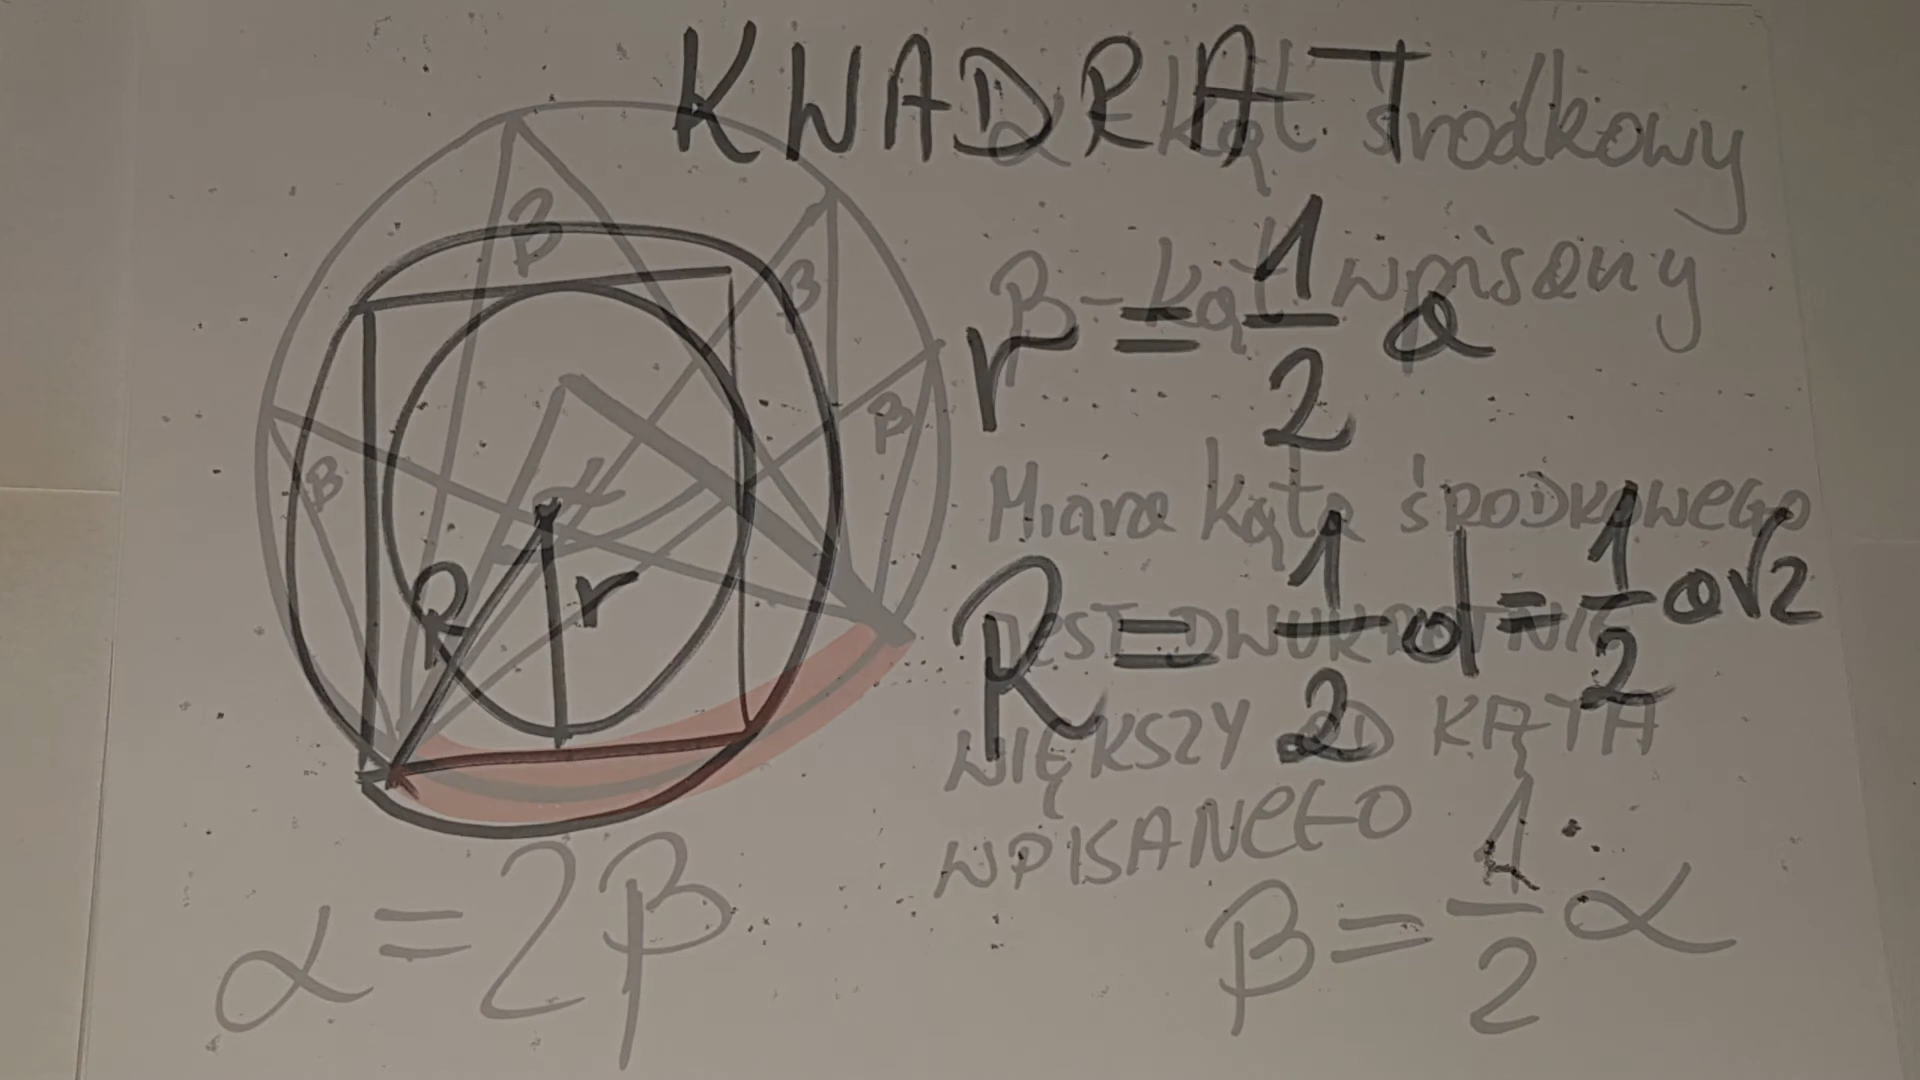 KWADRAT
α - kąt środkowy
β - kąt wpisany
r = 1/2 a
Miara kąta środkowego
R = 1/2 d = 1/2 a√2
JEST DWUKROTNIE
WIĘKSZY OD KĄTA
WPISANEGO
α = 2β
β = 1/2 α
β
β
β
β
α
R
r